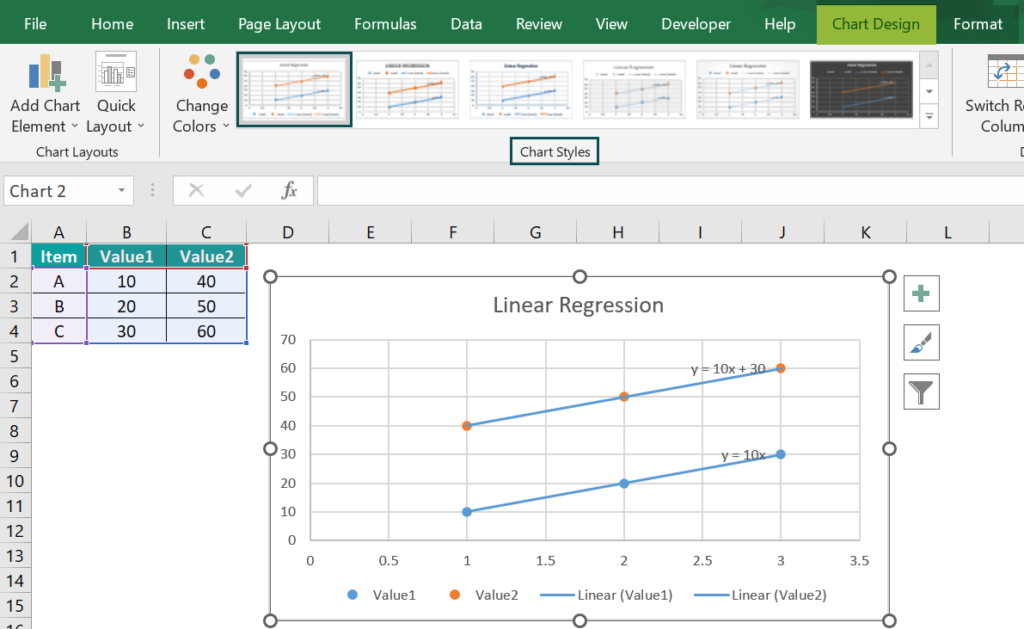 File Home Insert Page Layout Formulas Data Review View Developer Help Chart Design Format
Add Chart Quick Change Switch Ro
Element Layout Colors Colum
Chart Layouts Chart Styles
Chart 2 fx
A B C D E F G H I J K L
1 Item Value1 Value2
2 A 10 40
3 B 20 50
4 C 30 60
5
6
7
8
9
10
11
12
13
14
15
16
Linear Regression
70
60
50
40
30
20
10
0
y = 10x + 30
y = 10x
0 0.5 1 1.5 2 2.5 3 3.5
Value1 Value2 Linear (Value1) Linear (Value2)